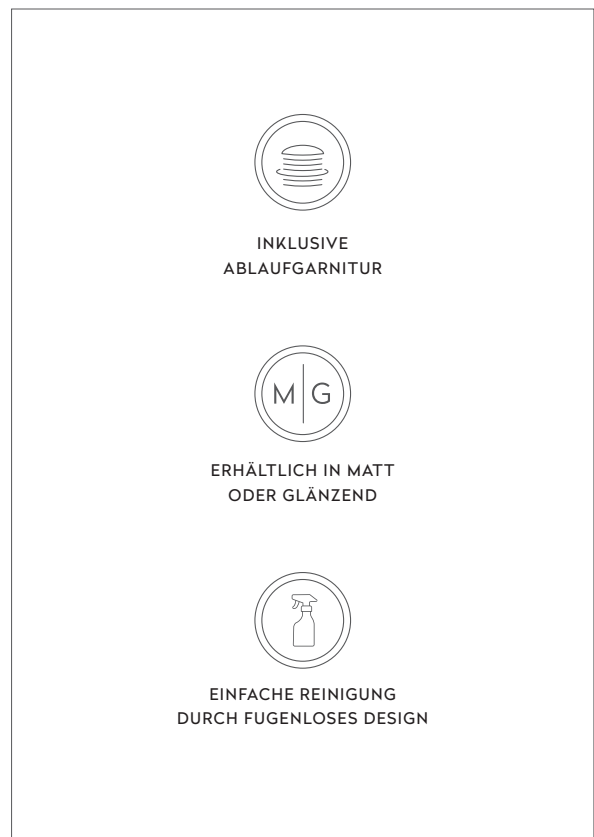 INKLUSIVE
ABLAUFGARNITUR
M|G
ERHÄLTLICH IN MATT
ODER GLÄNZEND
EINFACHE REINIGUNG
DURCH FUGENLOSES DESIGN